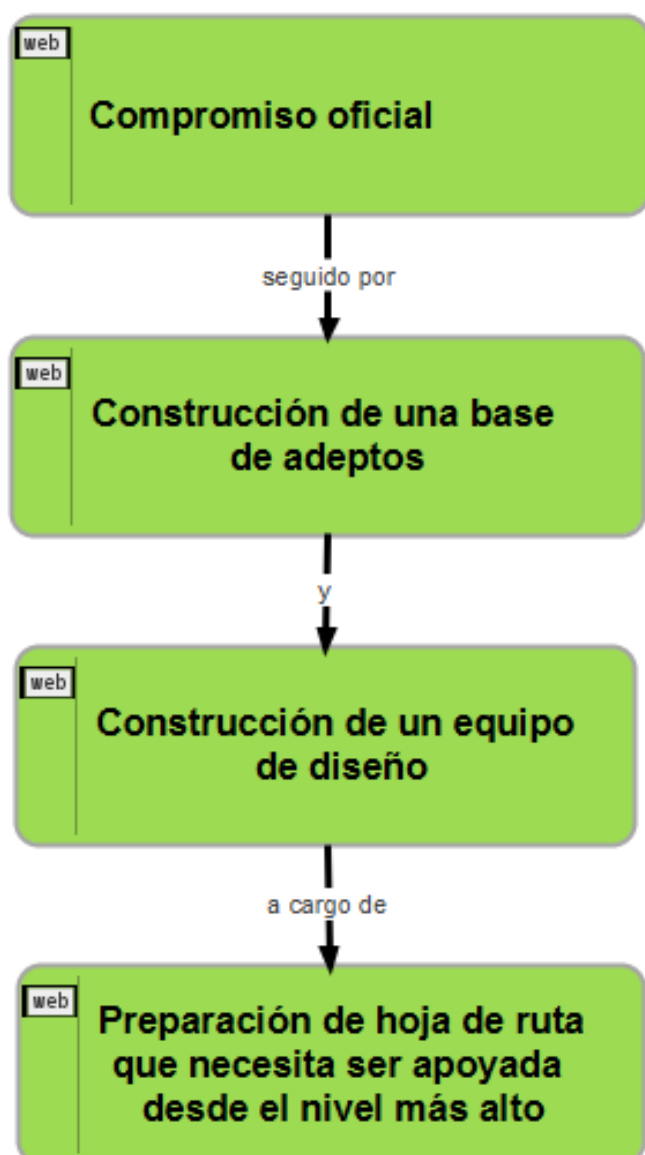 web
Compromiso oficial
seguido por
web
Construcción de una base
de adeptos
y
web
Construcción de un equipo
de diseño
a cargo de
web
Preparación de hoja de ruta
que necesita ser apoyada
desde el nivel más alto